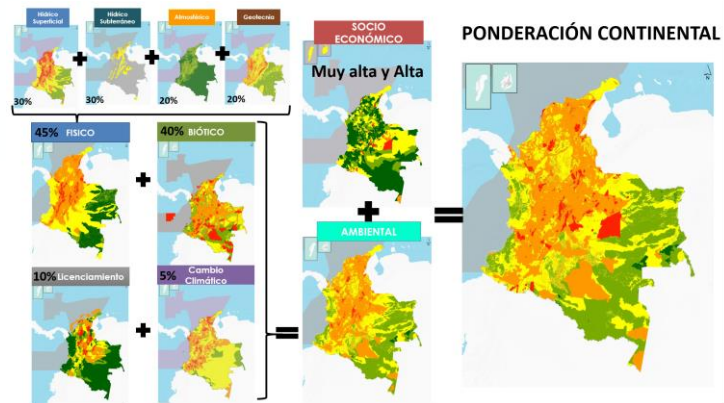 Hídrico
Superficial
Hídrico
Subterráneo
Atmosférico
Geotecnia
+
+
+
30%
30%
20%
20%
45% FISICO
+
40% BIÓTICO
10% Licenciamiento
+
5% Cambio
Climático
=
SOCIO
ECONÓMICO
Muy alta y Alta
+
AMBIENTAL
=
PONDERACIÓN CONTINENTAL
N